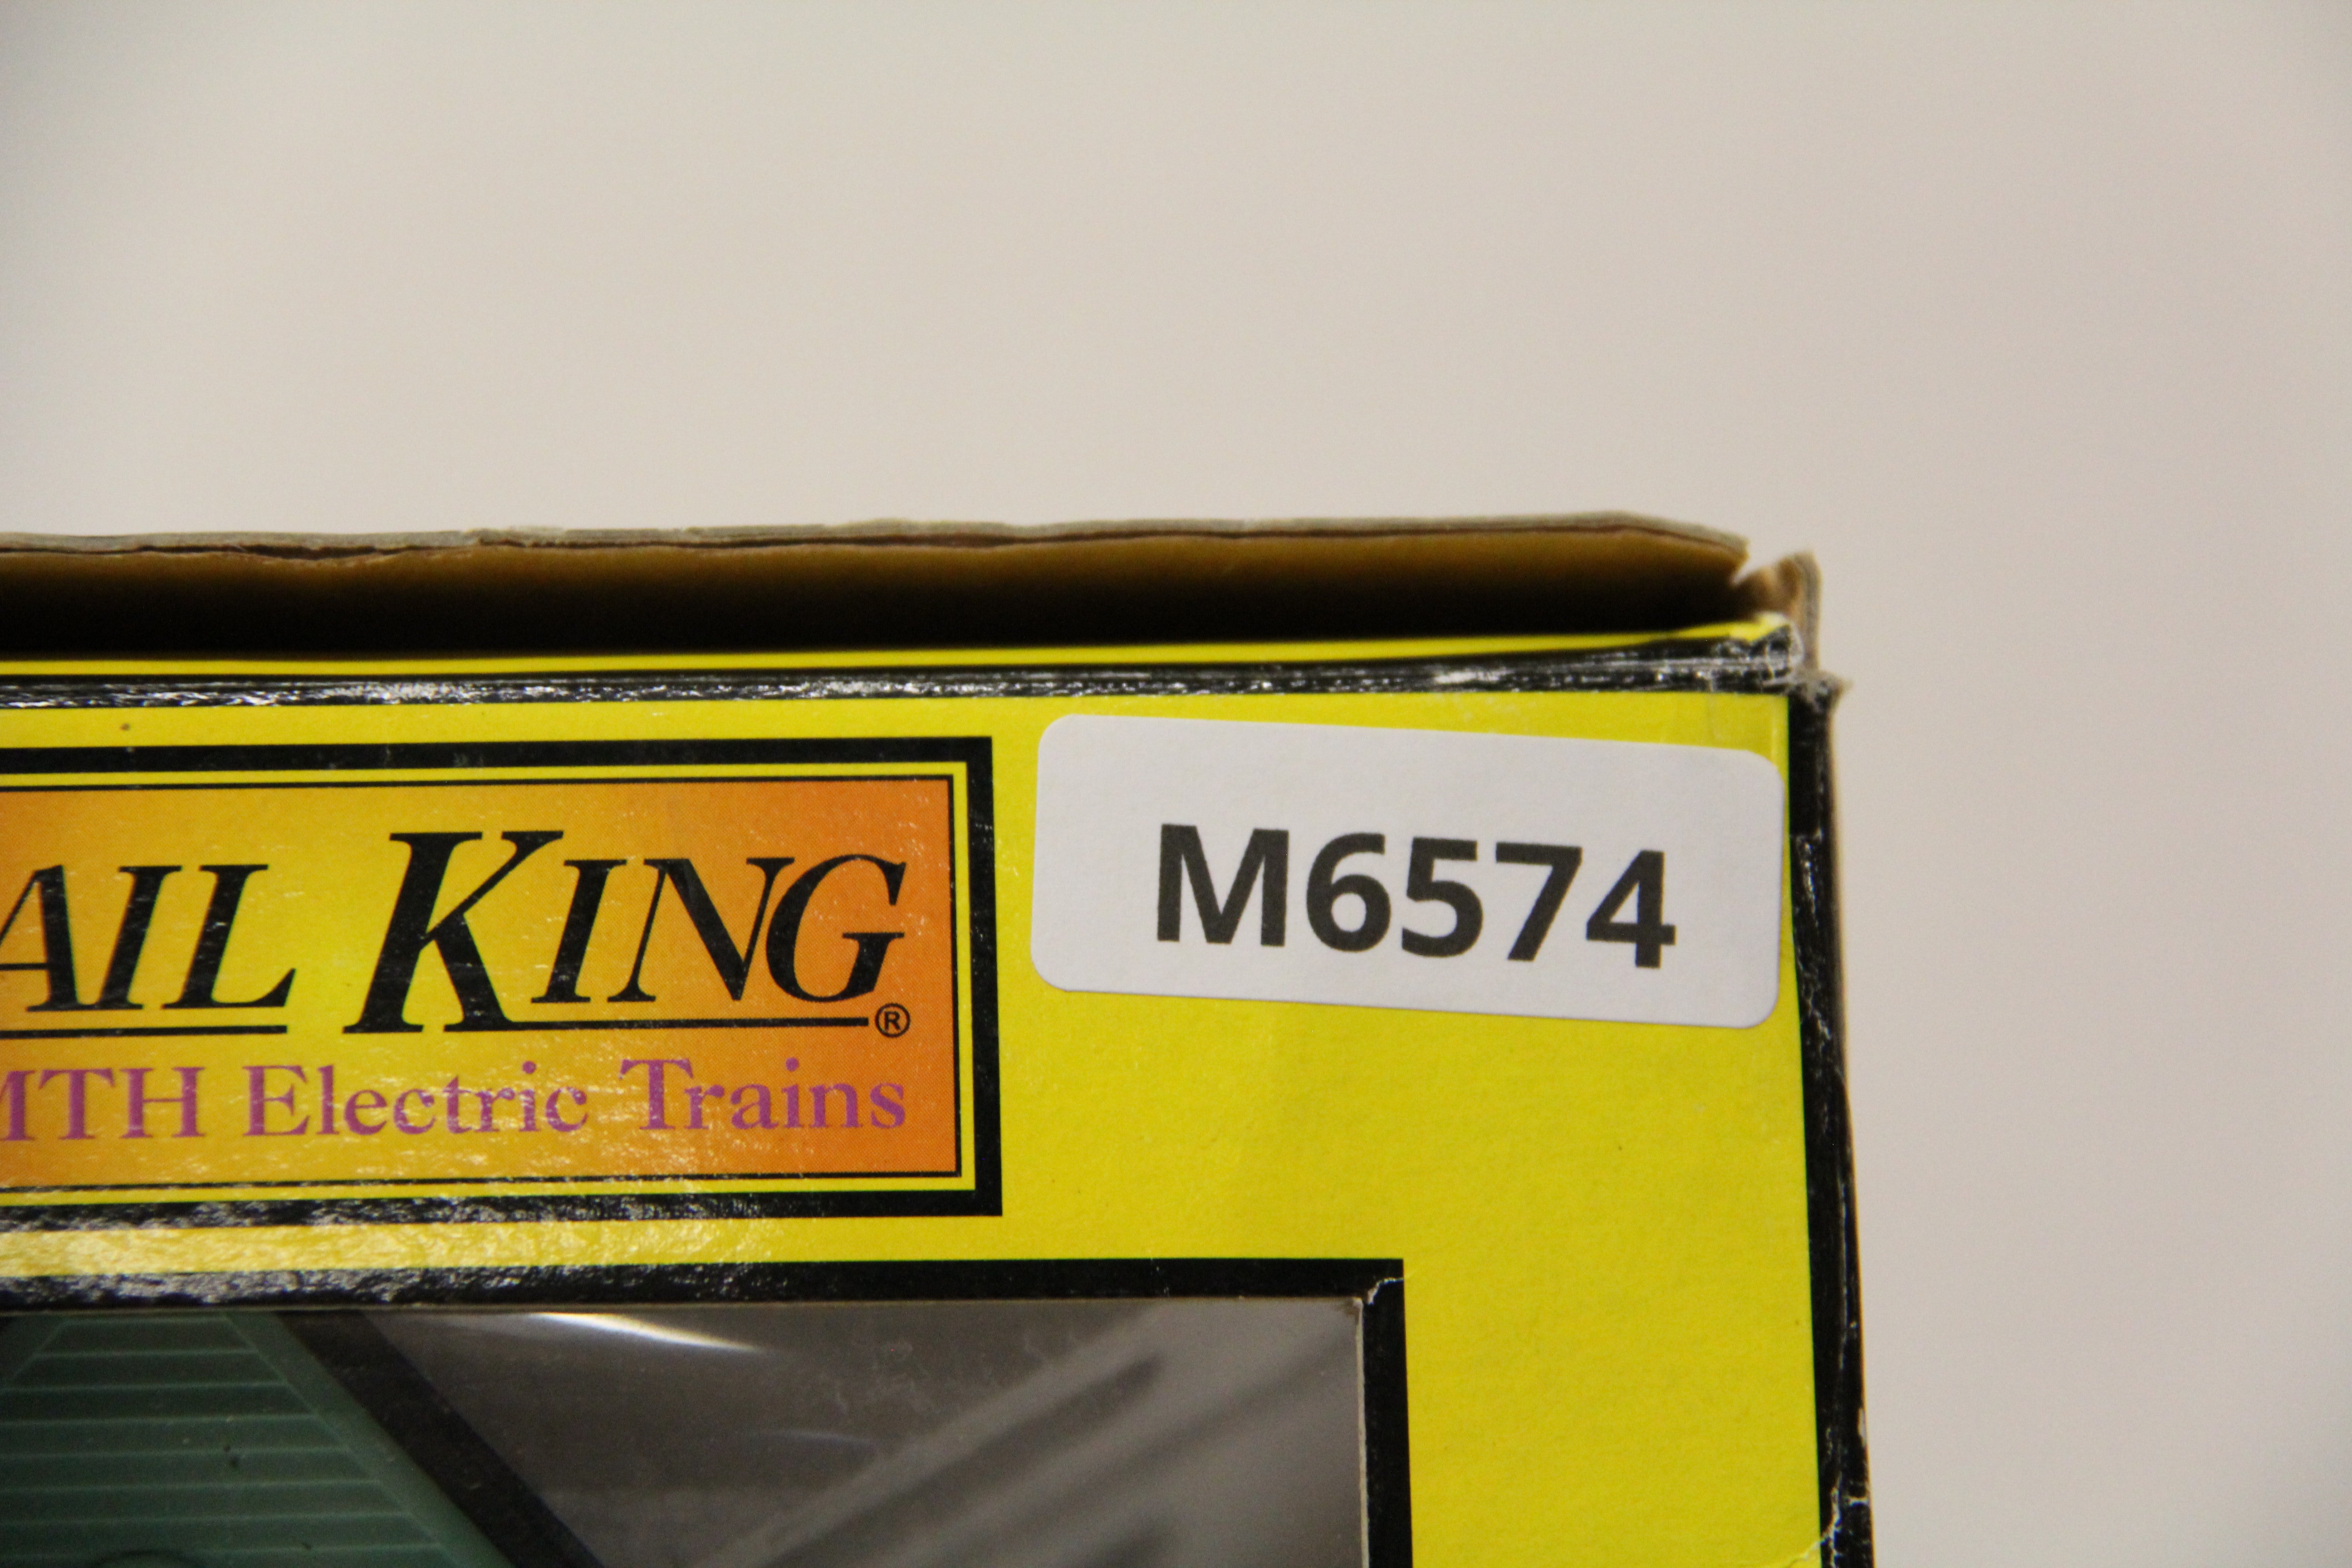 AIL KING®
MTH Electric Trains
M6574